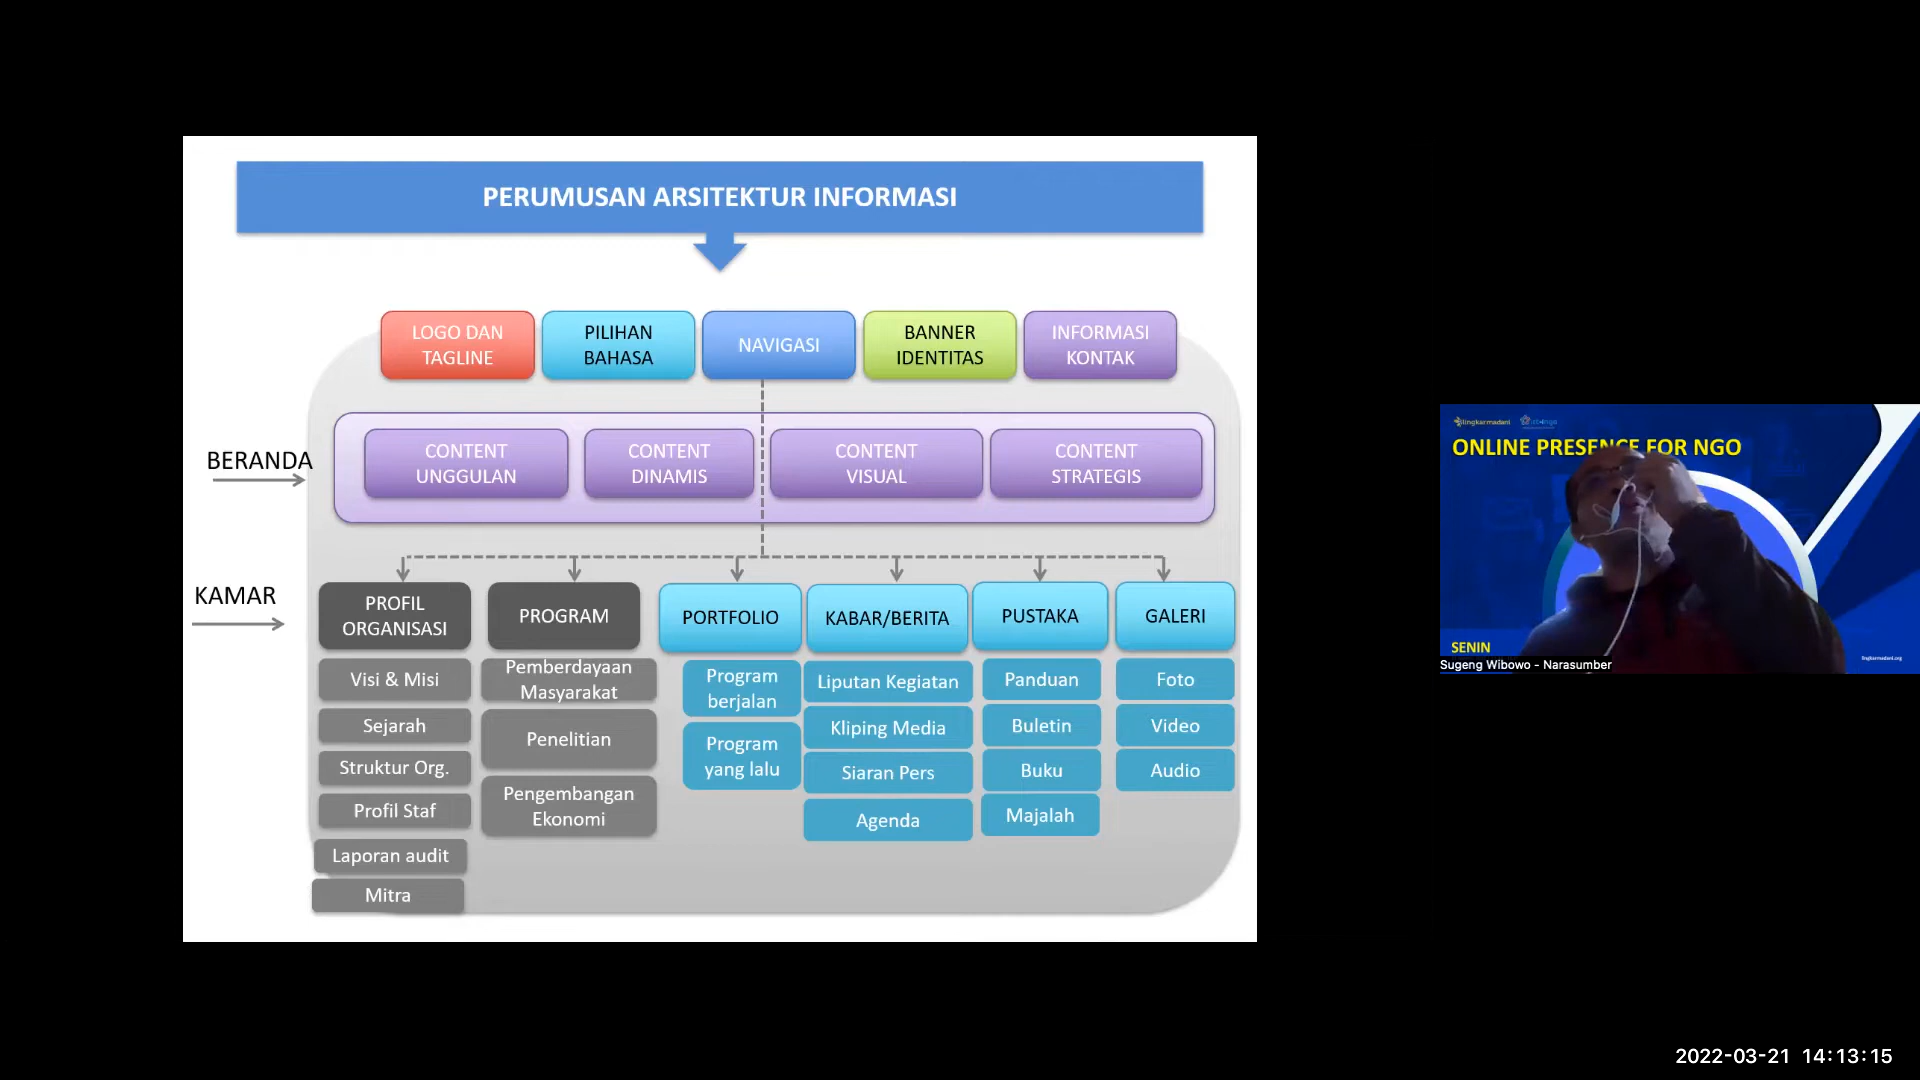 PERUMUSAN ARSITEKTUR INFORMASI
LOGO DAN
TAGLINE
PILIHAN
BAHASA
NAVIGASI
BANNER
IDENTITAS
INFORMASI
KONTAK
BERANDA
CONTENT
UNGGULAN
CONTENT
DINAMIS
CONTENT
VISUAL
CONTENT
STRATEGIS
KAMAR
PROFIL
ORGANISASI
Visi & Misi
Sejarah
Struktur Org.
Profil Staf
Laporan audit
Mitra
PROGRAM
Pemberdayaan
Masyarakat
Penelitian
Pengembangan
Ekonomi
PORTFOLIO
Program
berjalan
Program
yang lalu
KABAR/BERITA
Liputan Kegiatan
Kliping Media
Siaran Pers
Agenda
PUSTAKA
Panduan
Buletin
Buku
Majalah
GALERI
Foto
Video
Audio
lingkarmadani
ONLINE PRESENCE FOR NGO
SENIN
Sugeng Wibowo - Narasumber
lingkarmadani.org
2022-03-21 14:13:15